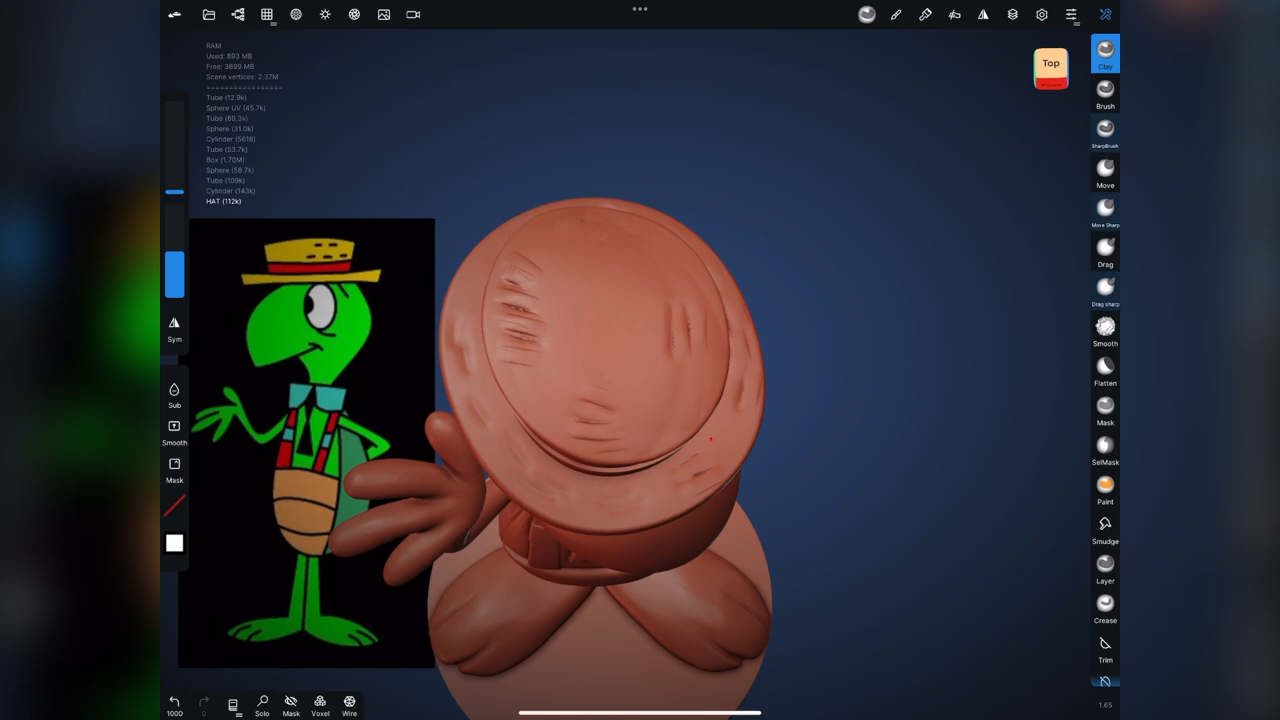 RAM
Used: 893 MB
Free: 3699 MB
Scene vertices: 2.37M
=================
Tube (12.9k)
Sphere UV (45.7k)
Tube (89.3k)
Sphere (31.0k)
Cylinder (5618)
Tube (53.7k)
Box (1.70M)
Sphere (58.7k)
Tube (109k)
Cylinder (143k)
HAT (112k)
Top
Sym
Sub
Smooth
Mask
Clay
Brush
SharpBrush
Move
Move Sharp
Drag
Drag sharp
Smooth
Flatten
Mask
SelMask
Paint
Smudge
Layer
Crease
Trim
1000
0
Solo
Mask
Voxel
Wire
1.65